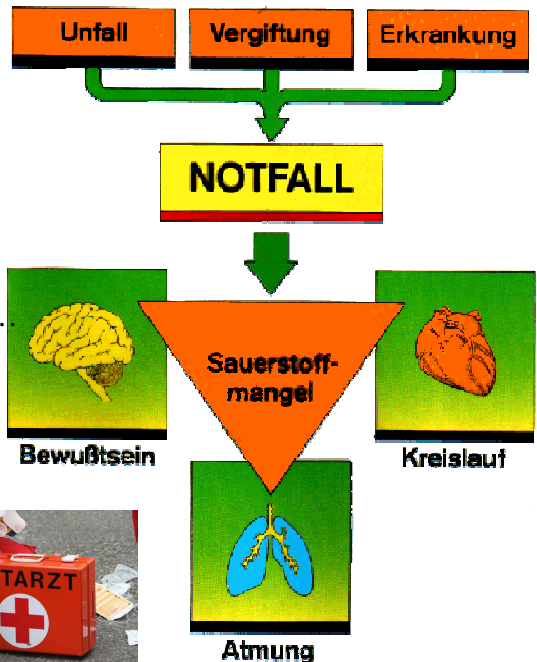 Unfall
Vergiftung
Erkrankung
NOTFALL
Sauerstoff-
mangel
Bewußtsein
Kreislauf
Atmung
TARZT